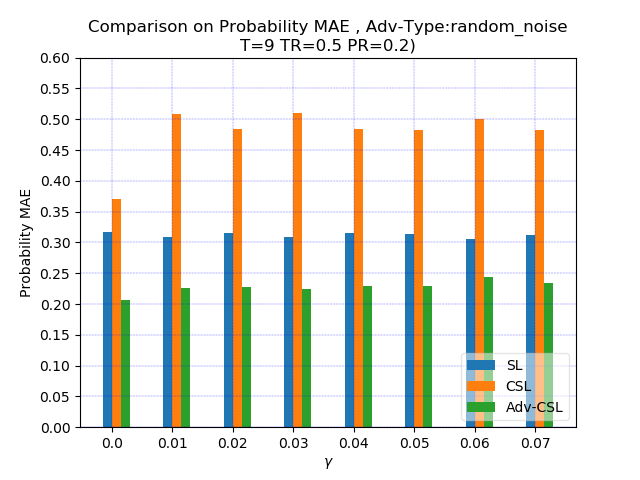 Comparison on Probability MAE , Adv-Type:random_noise
T=9 TR=0.5 PR=0.2)
0.60
0.55
0.50
0.45
0.40
0.35
0.30
0.25
0.20
0.15
0.10
0.05
0.00
Probability MAE
SL
CSL
Adv-CSL
0.0 0.01 0.02 0.03 0.04 0.05 0.06 0.07
γ